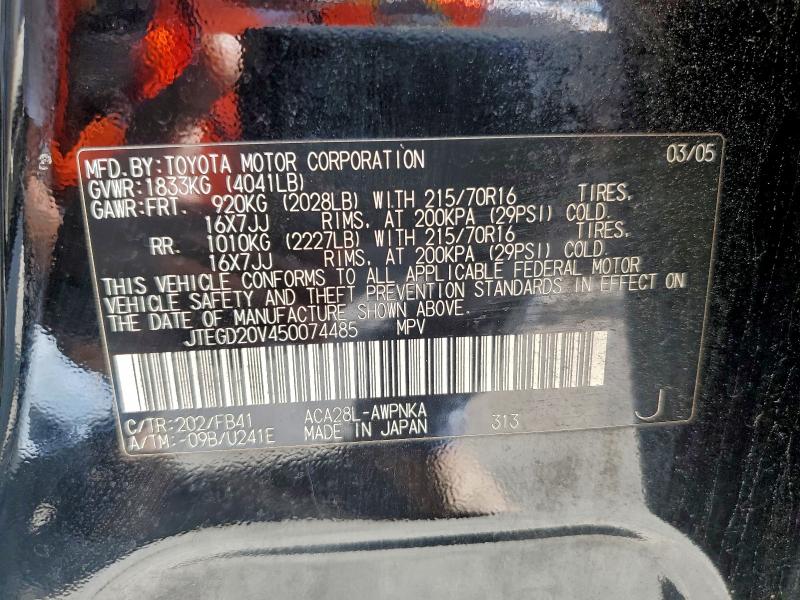 MFD.BY:TOYOTA MOTOR CORPORATION 03/05
GVWR:1833KG (4041LB)
GAWR:FRT. 920KG (2028LB) WITH 215/70R16 TIRES,
16X7JJ RIMS, AT 200KPA (29PSI) COLD.
RR. 1010KG (2227LB) WITH 215/70R16 TIRES,
16X7JJ RIMS, AT 200KPA (29PSI) COLD.
THIS VEHICLE CONFORMS TO ALL APPLICABLE FEDERAL MOTOR
VEHICLE SAFETY AND THEFT PREVENTION STANDARDS IN EFFECT ON
THE DATE OF MANUFACTURE SHOWN ABOVE.
JTEGD20V450074485 MPV
C/TR:202/FB41 ACA28L-AWPNKA 313 J
A/TM:-09B/U241E MADE IN JAPAN